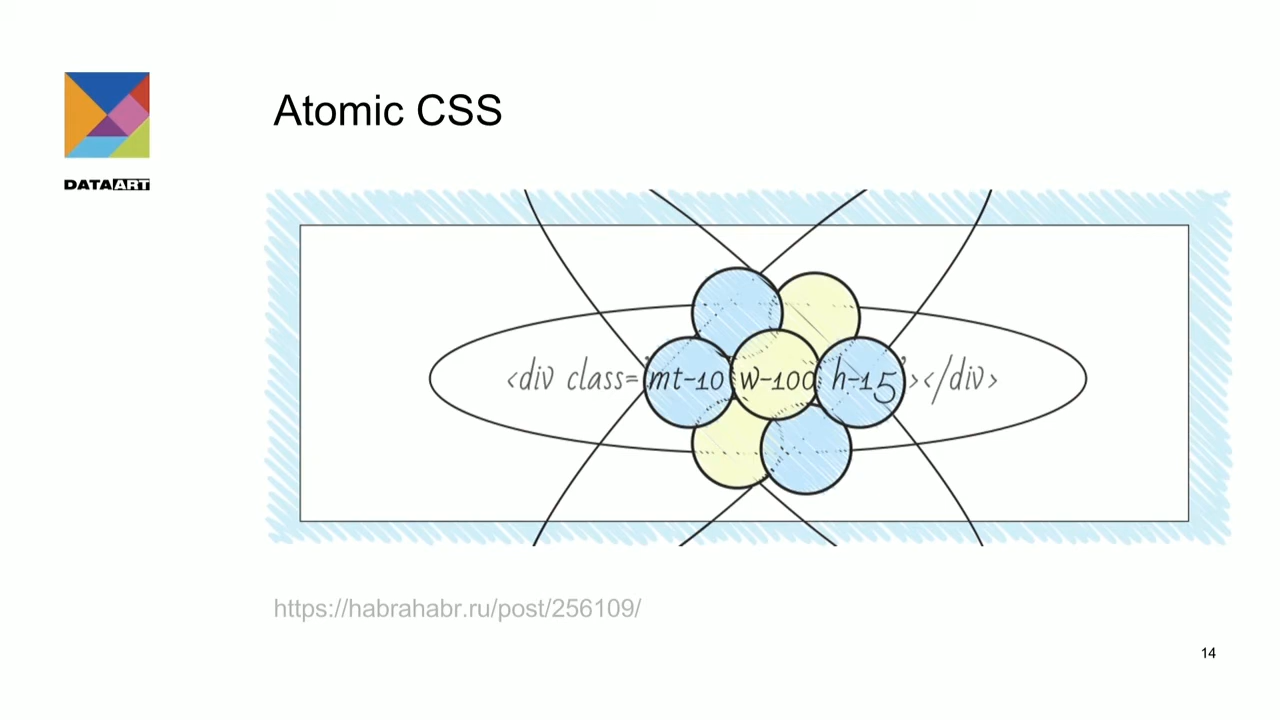 DATAART
Atomic CSS
<div class='mt-10 w-100 h-15'></div>
https://habrahabr.ru/post/256109/
14